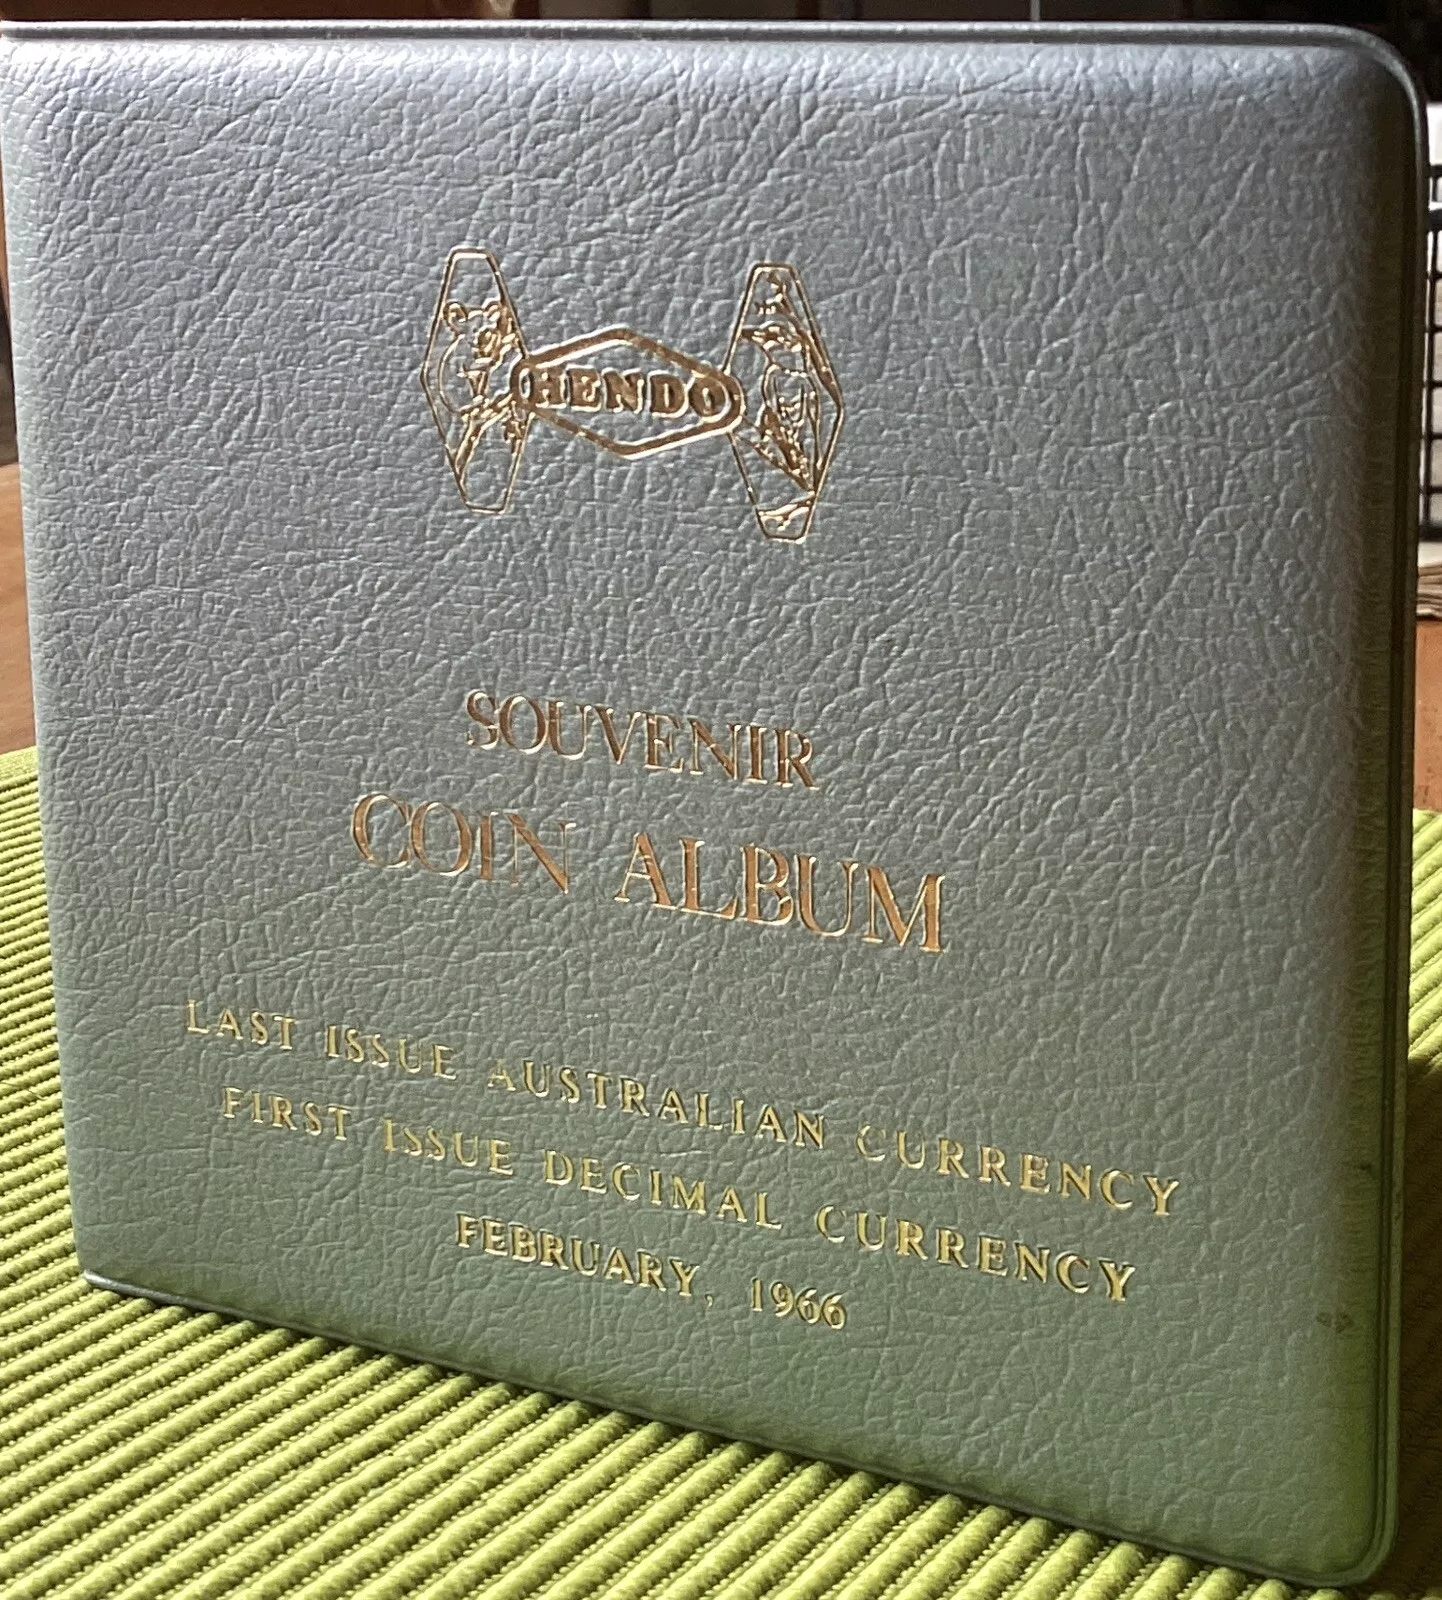 HENDO
SOUVENIR
COIN ALBUM
LAST ISSUE AUSTRALIAN CURRENCY
FIRST ISSUE DECIMAL CURRENCY
FEBRUARY, 1966